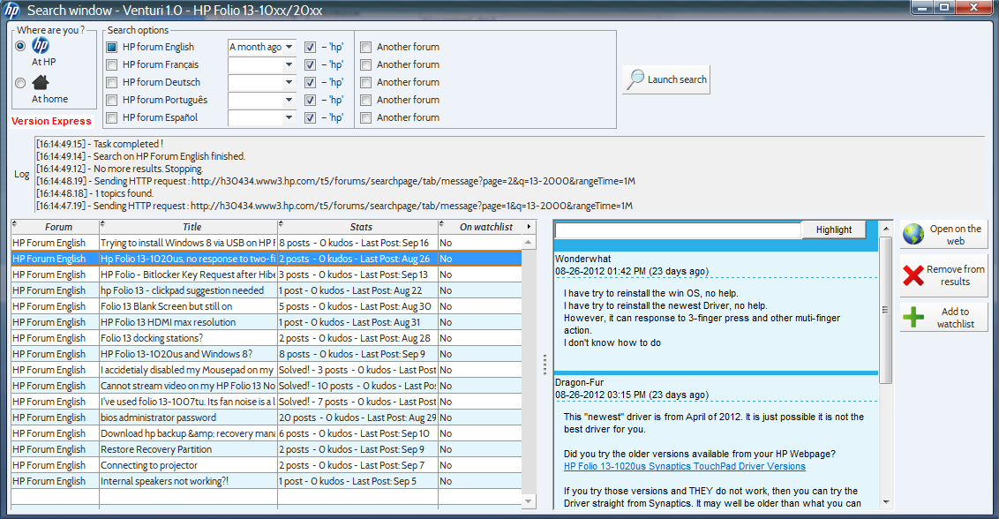 hp Search window - Venturi 1.0 - HP Folio 13-10xx/20xx
Where are you ?
hp
At HP
At home
Version Express
Search options
HP forum English A month ago – 'hp' Another forum
HP forum Français – 'hp' Another forum
HP forum Deutsch – 'hp' Another forum
HP forum Português – 'hp' Another forum
HP forum Español – 'hp' Another forum
Launch search
Log
[16:14:49.15] - Task completed !
[16:14:49.14] - Search on HP Forum English finished.
[16:14:49.12] - No more results. Stopping.
[16:14:48.19] - Sending HTTP request : http://h30434.www3.hp.com/t5/forums/searchpage/tab/message?page=2&q=13-2000&rangeTime=1M
[16:14:48.18] - 1 topics found.
[16:14:47.19] - Sending HTTP request : http://h30434.www3.hp.com/t5/forums/searchpage/tab/message?page=1&q=13-2000&rangeTime=1M
Forum Title Stats On watchlist
HP Forum English Trying to install Windows 8 via USB on HP F 8 posts - 0 kudos - Last Post: Sep 16 No
HP Forum English Hp Folio 13-1020us, no response to two-fi 2 posts - 0 kudos - Last Post: Aug 26 No
HP Forum English HP Folio - Bitlocker Key Request after Hibe 3 posts - 0 kudos - Last Post: Sep 13 No
HP Forum English hp Folio 13 - clickpad suggestion needed 1 post - 0 kudos - Last Post: Aug 22 No
HP Forum English Folio 13 Blank Screen but still on 5 posts - 0 kudos - Last Post: Aug 30 No
HP Forum English HP Folio 13 HDMI max resolution 1 post - 0 kudos - Last Post: Aug 31 No
HP Forum English Folio 13 docking stations? 2 posts - 0 kudos - Last Post: Aug 28 No
HP Forum English HP Folio 13-1020us and Windows 8? 8 posts - 0 kudos - Last Post: Sep 9 No
HP Forum English I accidetialy disabled my Mousepad on my Solved! - 3 posts - 0 kudos - Last Post No
HP Forum English Cannot stream video on my HP Folio 13 No Solved! - 10 posts - 0 kudos - Last Pos No
HP Forum English I've used folio 13-1007tu. Its fan noise is a l Solved! - 7 posts - 0 kudos - Last Post: No
HP Forum English bios administrator password 20 posts - 0 kudos - Last Post: Aug 29 No
HP Forum English Download hp backup &amp; recovery mana 6 posts - 0 kudos - Last Post: Sep 10 No
HP Forum English Restore Recovery Partition 2 posts - 0 kudos - Last Post: Sep 9 No
HP Forum English Connecting to projector 2 posts - 0 kudos - Last Post: Sep 7 No
HP Forum English Internal speakers not working?! 1 post - 0 kudos - Last Post: Sep 5 No
Highlight
Wonderwhat
08-26-2012 01:42 PM (23 days ago)
I have try to reinstall the win OS, no help.
I have try to reinstall the newest Driver, no help.
However, it can response to 3-finger press and other muti-finger
action.
I don't know how to do
Dragon-Fur
08-26-2012 03:15 PM (23 days ago)
This "newest" driver is from April of 2012. It is just possible it is not the
best driver for you.
Did you try the older versions available from your HP Webpage?
HP Folio 13-1020us Synaptics TouchPad Driver Versions
If you try those versions and THEY do not work, then you can try the
Driver straight from Synaptics. It may well be older than what you can
Open on the
web
Remove from
results
Add to
watchlist